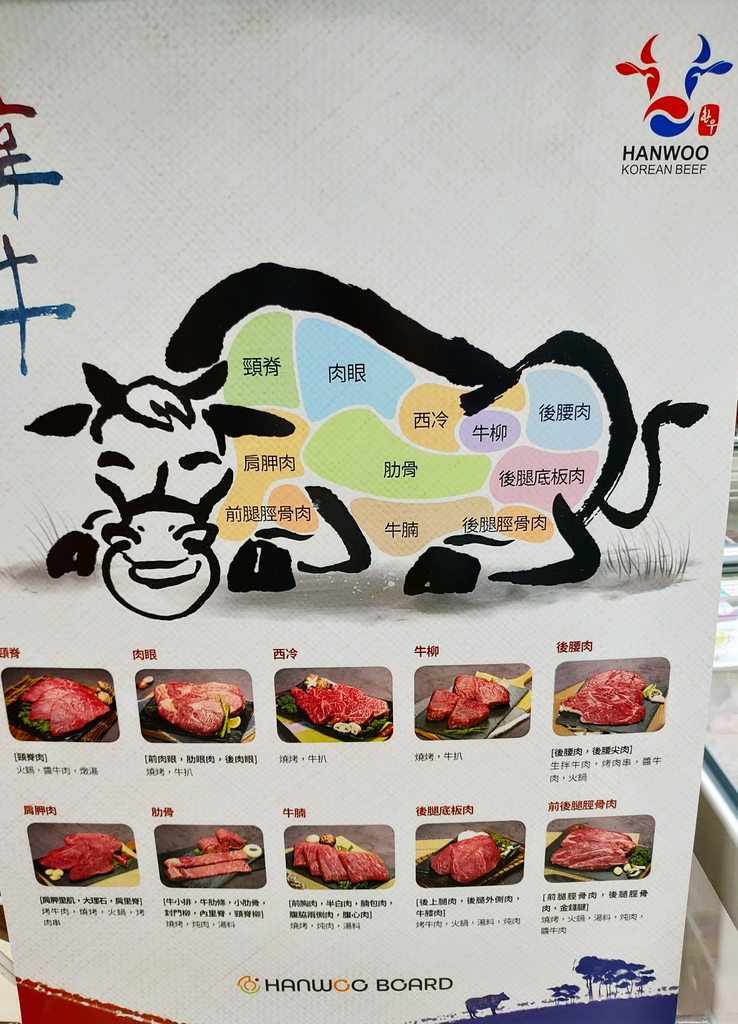 享
牛
한우
HANWOO
KOREAN BEEF
頸脊
肉眼
西冷
牛柳
後腰肉
肩胛肉
肋骨
後腿底板肉
前腿脛骨肉
牛腩
後腿脛骨肉
頸脊
[頸脊肉]
火鍋，醬牛肉，燉湯
肉眼
[前肉眼，肋眼肉，後肉眼]
燒烤，牛扒
西冷
燒烤，牛扒
牛柳
燒烤，牛扒
後腰肉
[後腰肉，後腰尖肉]
生拌牛肉，烤肉串，醬牛
肉，火鍋
肩胛肉
[肩胛里肌，大理石，肩里脊]
烤牛肉，燒烤，火鍋，烤
肉串
肋骨
[牛小排，牛肋條，小肋骨，
封門柳，內里脊，頸脊柳]
燒烤，炖肉，湯料
牛腩
[前胸肉，半白肉，腩包肉，
腹脇兩側肉，腹心肉]
燒烤，炖肉，湯料
後腿底板肉
[後上腿肉，後腿外側肉，
牛膝肉]
烤牛肉，火鍋，湯料，炖肉
前後腿脛骨肉
[前腿脛骨肉，後腿脛骨
肉，金錢腱]
燒烤，火鍋，湯料，炖肉，
醬牛肉
HANWOO BOARD